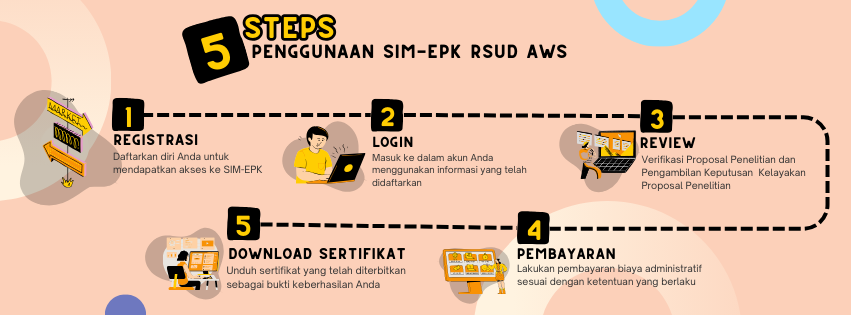 5 STEPS
PENGGUNAAN SIM-EPK RSUD AWS
MARKET
1
REGISTRASI
Daftarkan diri Anda untuk
mendapatkan akses ke SIM-EPK
2
LOGIN
Masuk ke dalam akun Anda
menggunakan informasi yang telah
didaftarkan
3
REVIEW
Verifikasi Proposal Penelitian dan
Pengambilan Keputusan Kelayakan
Proposal Penelitian
4
PEMBAYARAN
Lakukan pembayaran biaya administratif
sesuai dengan ketentuan yang berlaku
5
DOWNLOAD SERTIFIKAT
Unduh sertifikat yang telah diterbitkan
sebagai bukti keberhasilan Anda